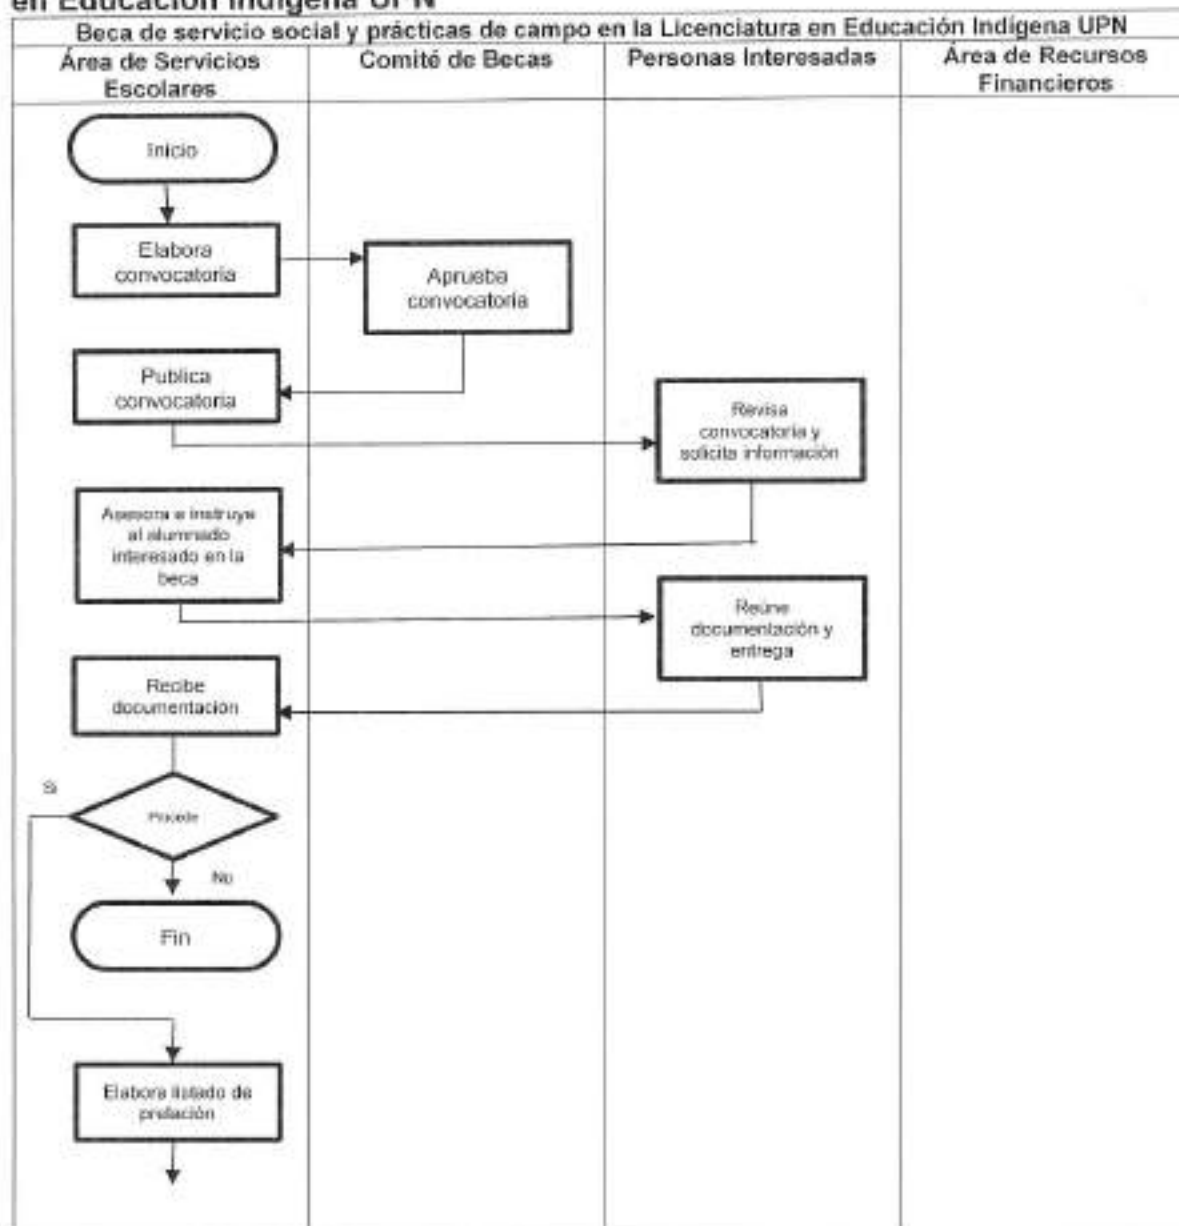 en Educación Indígena UPN
Beca de servicio social y prácticas de campo en la Licenciatura en Educación Indígena UPN
Área de Servicios
Escolares
Comité de Becas
Personas Interesadas
Área de Recursos
Financieros
Inicio
Elabora
convocatoria
Aprueba
convocatoria
Publica
convocatoria
Revisa
convocatoria y
solicita información
Asesora e instruye
al alumnado
interesado en la
beca
Reúne
documentación y
entrega
Recibe
documentación
Si
Procede
No
Fin
Elabora listado de
prelación